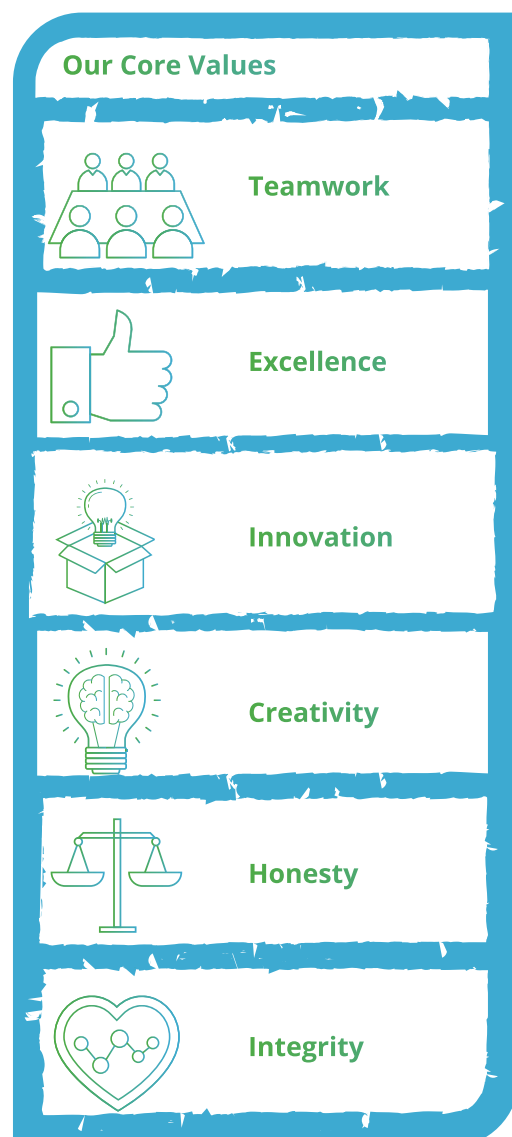 Our Core Values
Teamwork
Excellence
Innovation
Creativity
Honesty
Integrity